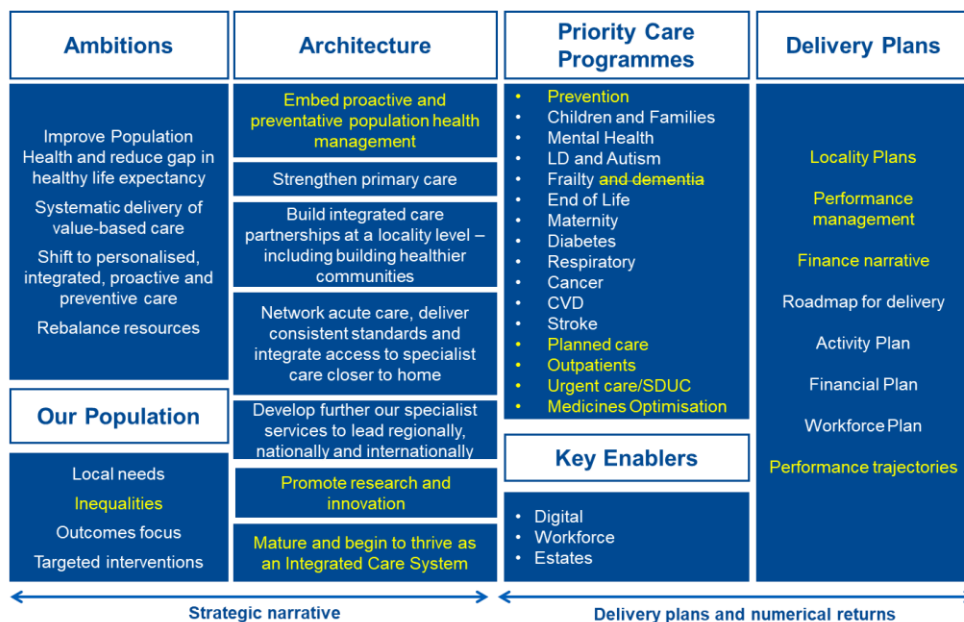 Ambitions
Improve Population
Health and reduce gap in
healthy life expectancy
Systematic delivery of
value-based care
Shift to personalised,
integrated, proactive and
preventive care
Rebalance resources
Our Population
Local needs
Inequalities
Outcomes focus
Targeted interventions
Architecture
Embed proactive and
preventative population health
management
Strengthen primary care
Build integrated care
partnerships at a locality level –
including building healthier
communities
Network acute care, deliver
consistent standards and
integrate access to specialist
care closer to home
Develop further our specialist
services to lead regionally,
nationally and internationally
Promote research and
innovation
Mature and begin to thrive as
an Integrated Care System
Priority Care
Programmes
• Prevention
• Children and Families
• Mental Health
• LD and Autism
• Frailty and dementia
• End of Life
• Maternity
• Diabetes
• Respiratory
• Cancer
• CVD
• Stroke
• Planned care
• Outpatients
• Urgent care/SDUC
• Medicines Optimisation
Key Enablers
• Digital
• Workforce
• Estates
Delivery Plans
Locality Plans
Performance
management
Finance narrative
Roadmap for delivery
Activity Plan
Financial Plan
Workforce Plan
Performance trajectories
Strategic narrative
Delivery plans and numerical returns